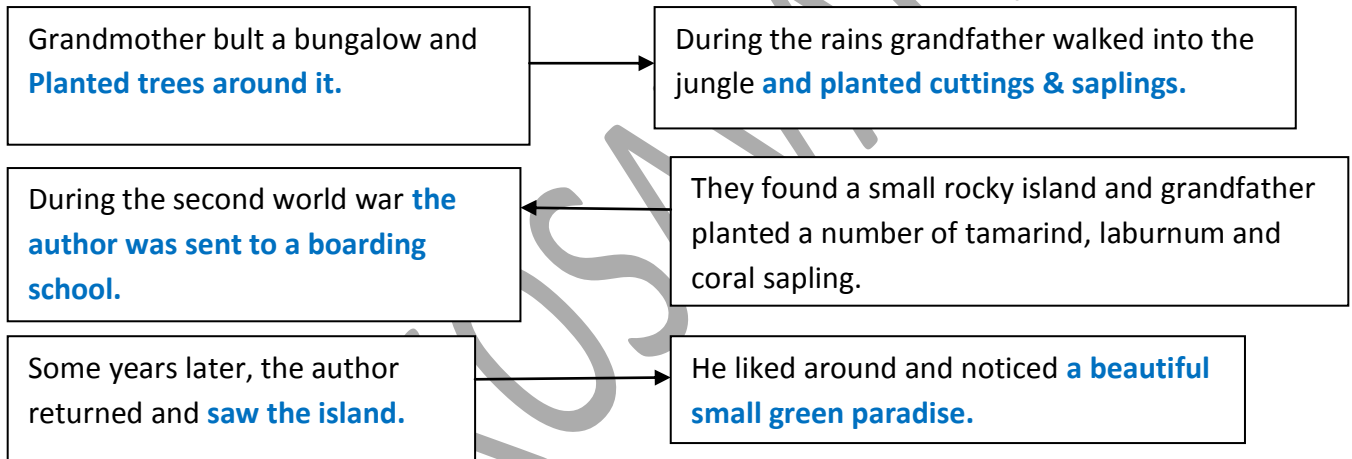 Grandmother bult a bungalow and
Planted trees around it.
During the rains grandfather walked into the
jungle and planted cuttings & saplings.
They found a small rocky island and grandfather
planted a number of tamarind, laburnum and
coral sapling.
During the second world war the
author was sent to a boarding
school.
Some years later, the author
returned and saw the island.
He liked around and noticed a beautiful
small green paradise.